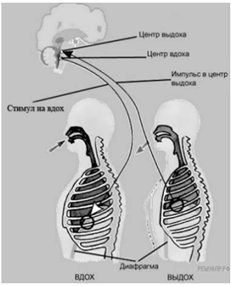 Центр выдоха
Центр вдоха
Импульс в центр
выдоха
Стимул на вдох
Диафрагма
ВДОХ
ВЫДОХ